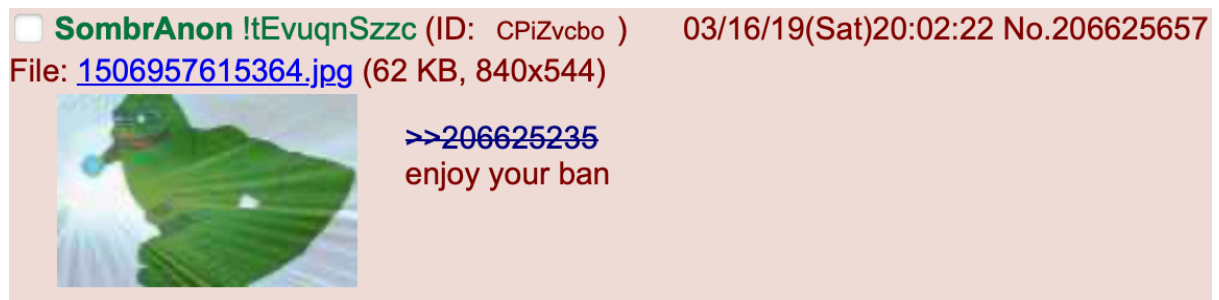 SombrAnon !tEvuqnSzzc (ID: CPiZvcbo ) 03/16/19(Sat)20:02:22 No.206625657
File: 1506957615364.jpg (62 KB, 840x544)
>>206625235
enjoy your ban